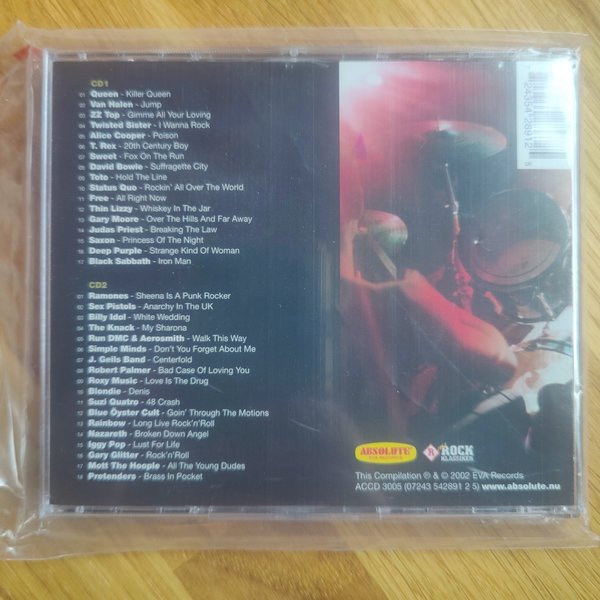 CD1
01 Queen - Killer Queen
02 Van Halen - Jump
03 ZZ Top - Gimme All Your Loving
04 Twisted Sister - I Wanna Rock
05 Alice Cooper - Poison
06 T. Rex - 20th Century Boy
07 Sweet - Fox On The Run
08 David Bowie - Suffragette City
09 Toto - Hold The Line
10 Status Quo - Rockin' All Over The World
11 Free - All Right Now
12 Thin Lizzy - Whiskey In The Jar
13 Gary Moore - Over The Hills And Far Away
14 Judas Priest - Breaking The Law
15 Saxon - Princess Of The Night
16 Deep Purple - Strange Kind Of Woman
17 Black Sabbath - Iron Man
CD2
01 Ramones - Sheena Is A Punk Rocker
02 Sex Pistols - Anarchy In The UK
03 Billy Idol - White Wedding
04 The Knack - My Sharona
05 Run DMC & Aerosmith - Walk This Way
06 Simple Minds - Don't You Forget About Me
07 J. Geils Band - Centerfold
08 Robert Palmer - Bad Case Of Loving You
09 Roxy Music - Love Is The Drug
10 Blondie - Denis
11 Suzi Quatro - 48 Crash
12 Blue Öyster Cult - Goin' Through The Motions
13 Rainbow - Long Live Rock'n'Roll
14 Nazareth - Broken Down Angel
15 Iggy Pop - Lust For Life
16 Gary Glitter - Rock'n'Roll
17 Mott The Hoople - All The Young Dudes
18 Pretenders - Brass In Pocket
7 24354 28912 5
ABSOLUTE
EVA RECORDS
R ROCK
KLASSIKER
This Compilation ℗ & © 2002 EVA Records
ACCD 3005 (07243 542891 2 5) www.absolute.nu